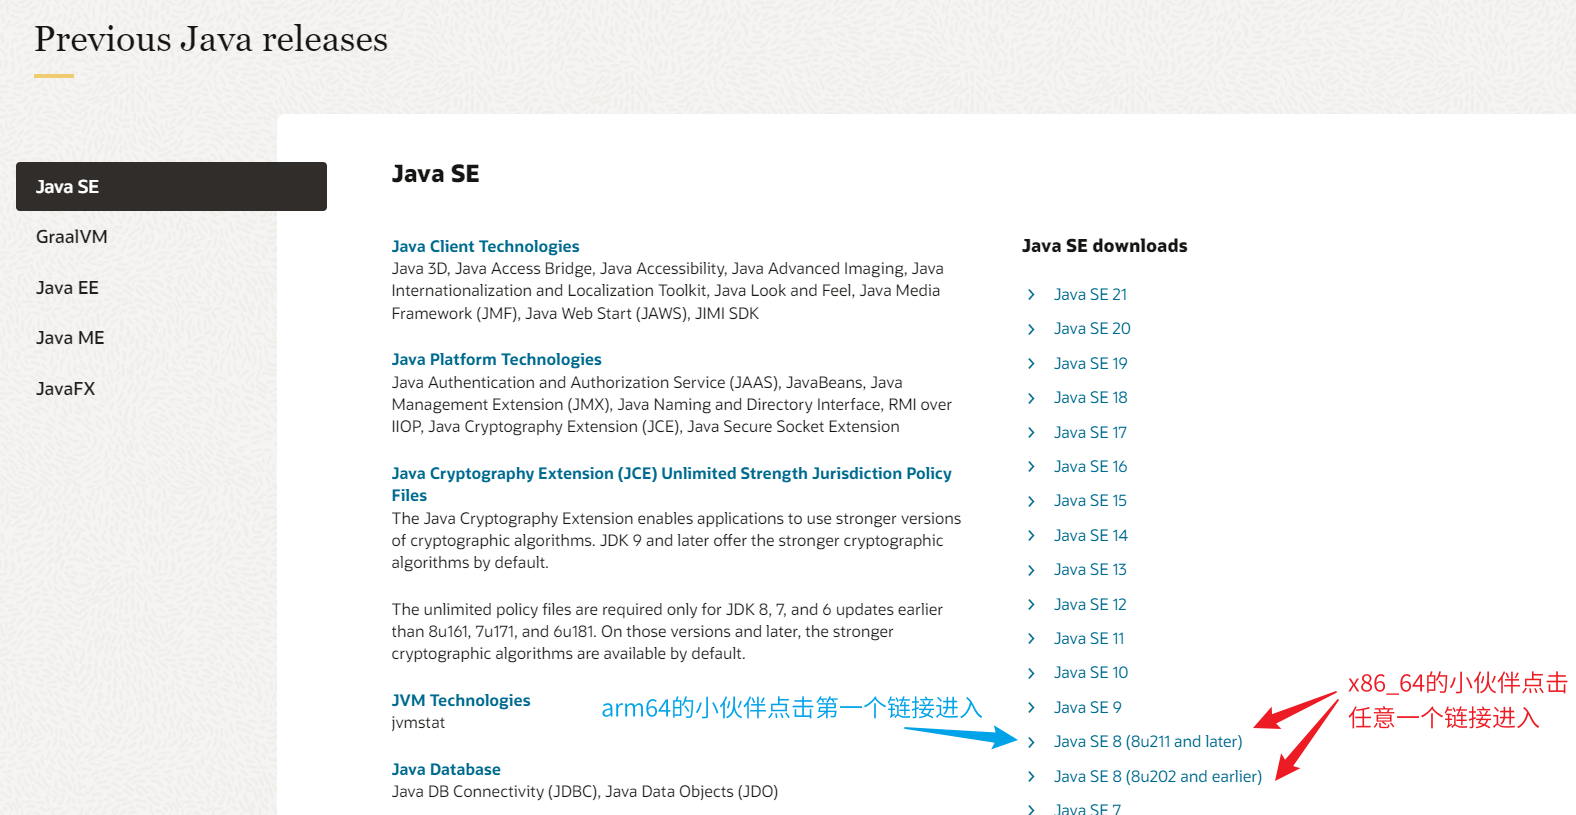 Previous Java releases
Java SE
GraalVM
Java EE
Java ME
JavaFX
Java SE
Java Client Technologies
Java 3D, Java Access Bridge, Java Accessibility, Java Advanced Imaging, Java
Internationalization and Localization Toolkit, Java Look and Feel, Java Media
Framework (JMF), Java Web Start (JAWS), JIMI SDK
Java Platform Technologies
Java Authentication and Authorization Service (JAAS), JavaBeans, Java
Management Extension (JMX), Java Naming and Directory Interface, RMI over
IIOP, Java Cryptography Extension (JCE), Java Secure Socket Extension
Java Cryptography Extension (JCE) Unlimited Strength Jurisdiction Policy
Files
The Java Cryptography Extension enables applications to use stronger versions
of cryptographic algorithms. JDK 9 and later offer the stronger cryptographic
algorithms by default.
The unlimited policy files are required only for JDK 8, 7, and 6 updates earlier
than 8u161, 7u171, and 6u181. On those versions and later, the stronger
cryptographic algorithms are available by default.
JVM Technologies
jvmstat
arm64的小伙伴点击第一个链接进入
Java Database
Java DB Connectivity (JDBC), Java Data Objects (JDO)
Java SE downloads
Java SE 21
Java SE 20
Java SE 19
Java SE 18
Java SE 17
Java SE 16
Java SE 15
Java SE 14
Java SE 13
Java SE 12
Java SE 11
Java SE 10
Java SE 9
Java SE 8 (8u211 and later)
Java SE 8 (8u202 and earlier)
Java SE 7
x86_64的小伙伴点击
任意一个链接进入